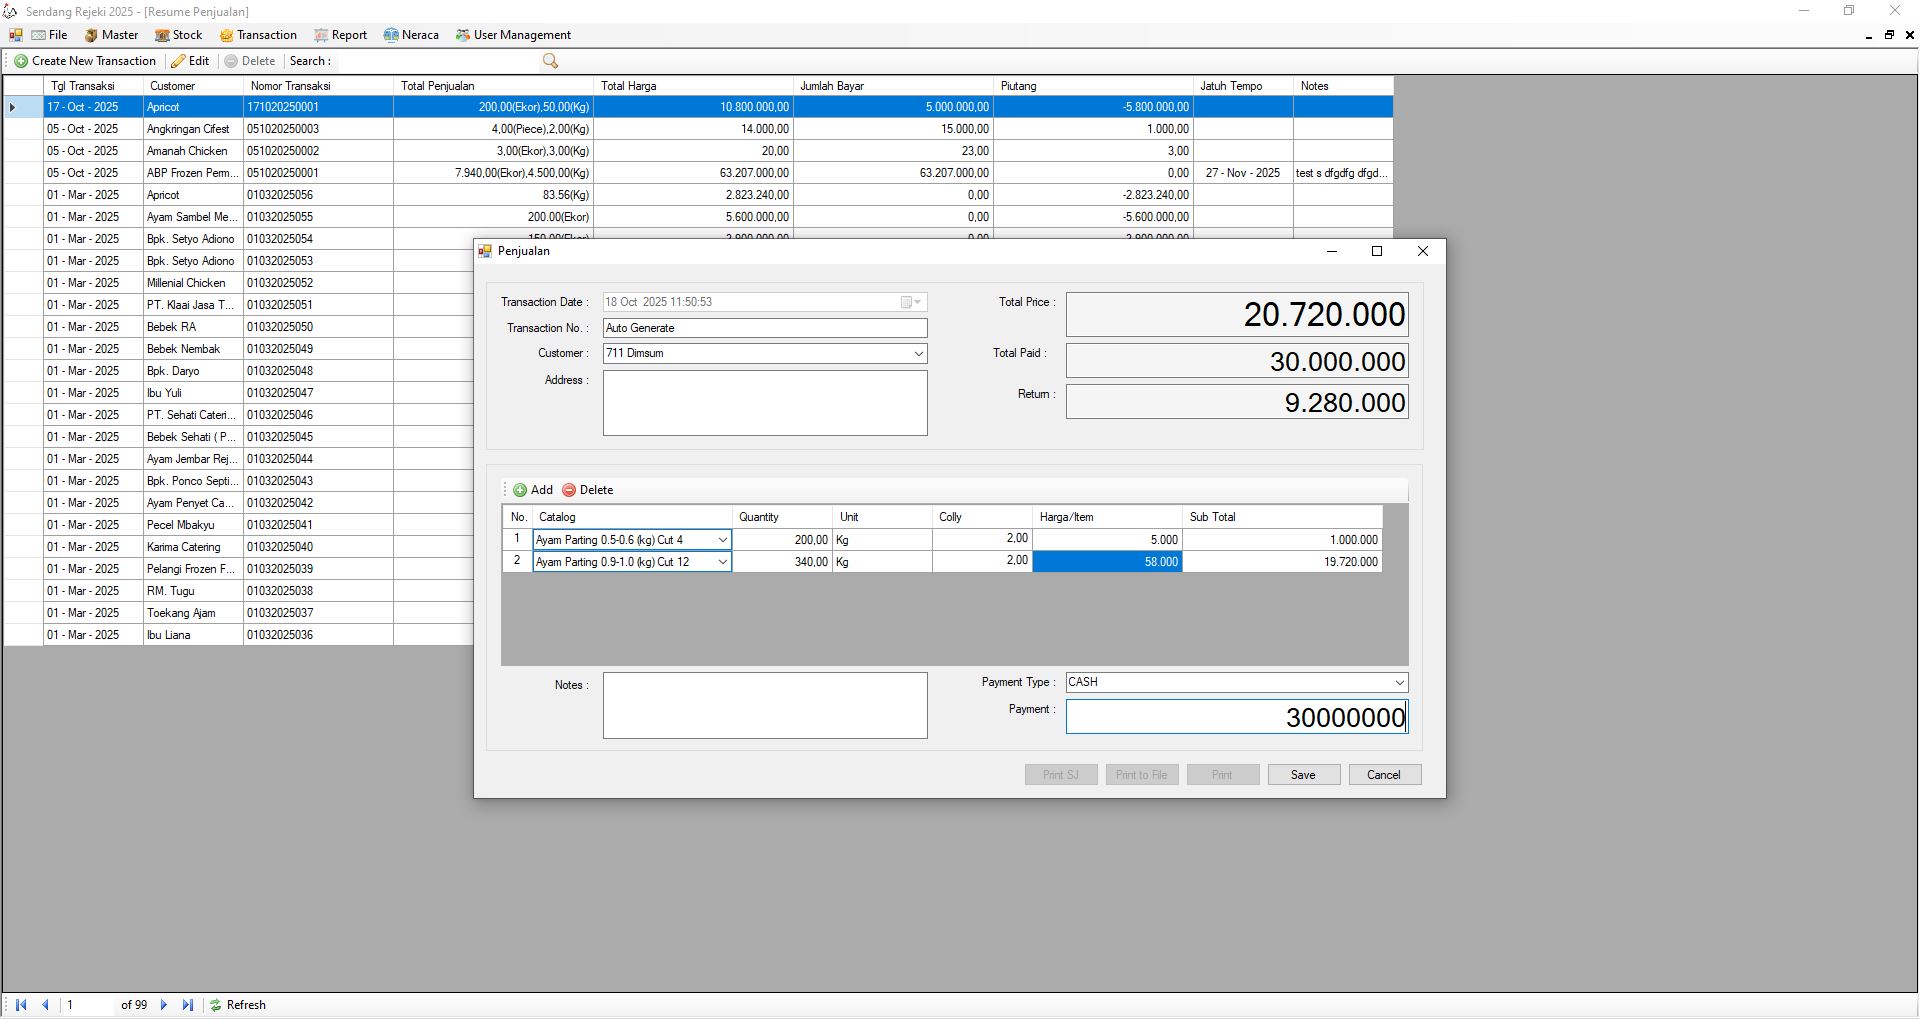 Sendang Rejeki 2025 - [Resume Penjualan]
File Master Stock Transaction Report Neraca User Management
Create New Transaction Edit Delete Search :
Tgl Transaksi Customer Nomor Transaksi Total Penjualan Total Harga Jumlah Bayar Piutang Jatuh Tempo Notes
17 - Oct - 2025 Apricot 171020250001 200,00(Ekor),50,00(Kg) 10.800.000,00 5.000.000,00 -5.800.000,00
05 - Oct - 2025 Angkringan Cifest 051020250003 4,00(Piece),2,00(Kg) 14.000,00 15.000,00 1.000,00
05 - Oct - 2025 Amanah Chicken 051020250002 3,00(Ekor),3,00(Kg) 20,00 23,00 3,00
05 - Oct - 2025 ABP Frozen Perm... 051020250001 7.940,00(Ekor),4.500,00(Kg) 63.207.000,00 63.207.000,00 0,00 27 - Nov - 2025 test s dfgdfg dfgd...
01 - Mar - 2025 Apricot 01032025056 83.56(Kg) 2.823.240,00 0,00 -2.823.240,00
01 - Mar - 2025 Ayam Sambel Me... 01032025055 200.00(Ekor) 5.600.000,00 0,00 -5.600.000,00
01 - Mar - 2025 Bpk. Setyo Adiono 01032025054
01 - Mar - 2025 Bpk. Setyo Adiono 01032025053
01 - Mar - 2025 Millenial Chicken 01032025052
01 - Mar - 2025 PT. Klaai Jasa T... 01032025051
01 - Mar - 2025 Bebek RA 01032025050
01 - Mar - 2025 Bebek Nembak 01032025049
01 - Mar - 2025 Bpk. Daryo 01032025048
01 - Mar - 2025 Ibu Yuli 01032025047
01 - Mar - 2025 PT. Sehati Cateri... 01032025046
01 - Mar - 2025 Bebek Sehati ( P... 01032025045
01 - Mar - 2025 Ayam Jembar Rej... 01032025044
01 - Mar - 2025 Bpk. Ponco Septi... 01032025043
01 - Mar - 2025 Ayam Penyet Ca... 01032025042
01 - Mar - 2025 Pecel Mbakyu 01032025041
01 - Mar - 2025 Karima Catering 01032025040
01 - Mar - 2025 Pelangi Frozen F... 01032025039
01 - Mar - 2025 RM. Tugu 01032025038
01 - Mar - 2025 Toekang Ajam 01032025037
01 - Mar - 2025 Ibu Liana 01032025036
Penjualan
Transaction Date : 18 Oct 2025 11:50:53
Transaction No. : Auto Generate
Customer : 711 Dimsum
Address :
Total Price : 20.720.000
Total Paid : 30.000.000
Return : 9.280.000
Add Delete
No. Catalog Quantity Unit Colly Harga/Item Sub Total
1 Ayam Parting 0.5-0.6 (kg) Cut 4 200,00 Kg 2,00 5.000 1.000.000
2 Ayam Parting 0.9-1.0 (kg) Cut 12 340,00 Kg 2,00 58.000 19.720.000
Notes :
Payment Type : CASH
Payment : 30000000
Print SJ Print to File Print Save Cancel
1 of 99 Refresh